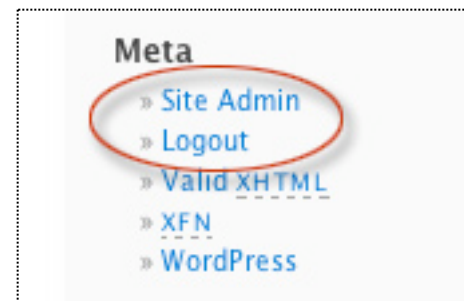 Meta
» Site Admin
» Logout
» Valid XHTML
» XFN
» WordPress